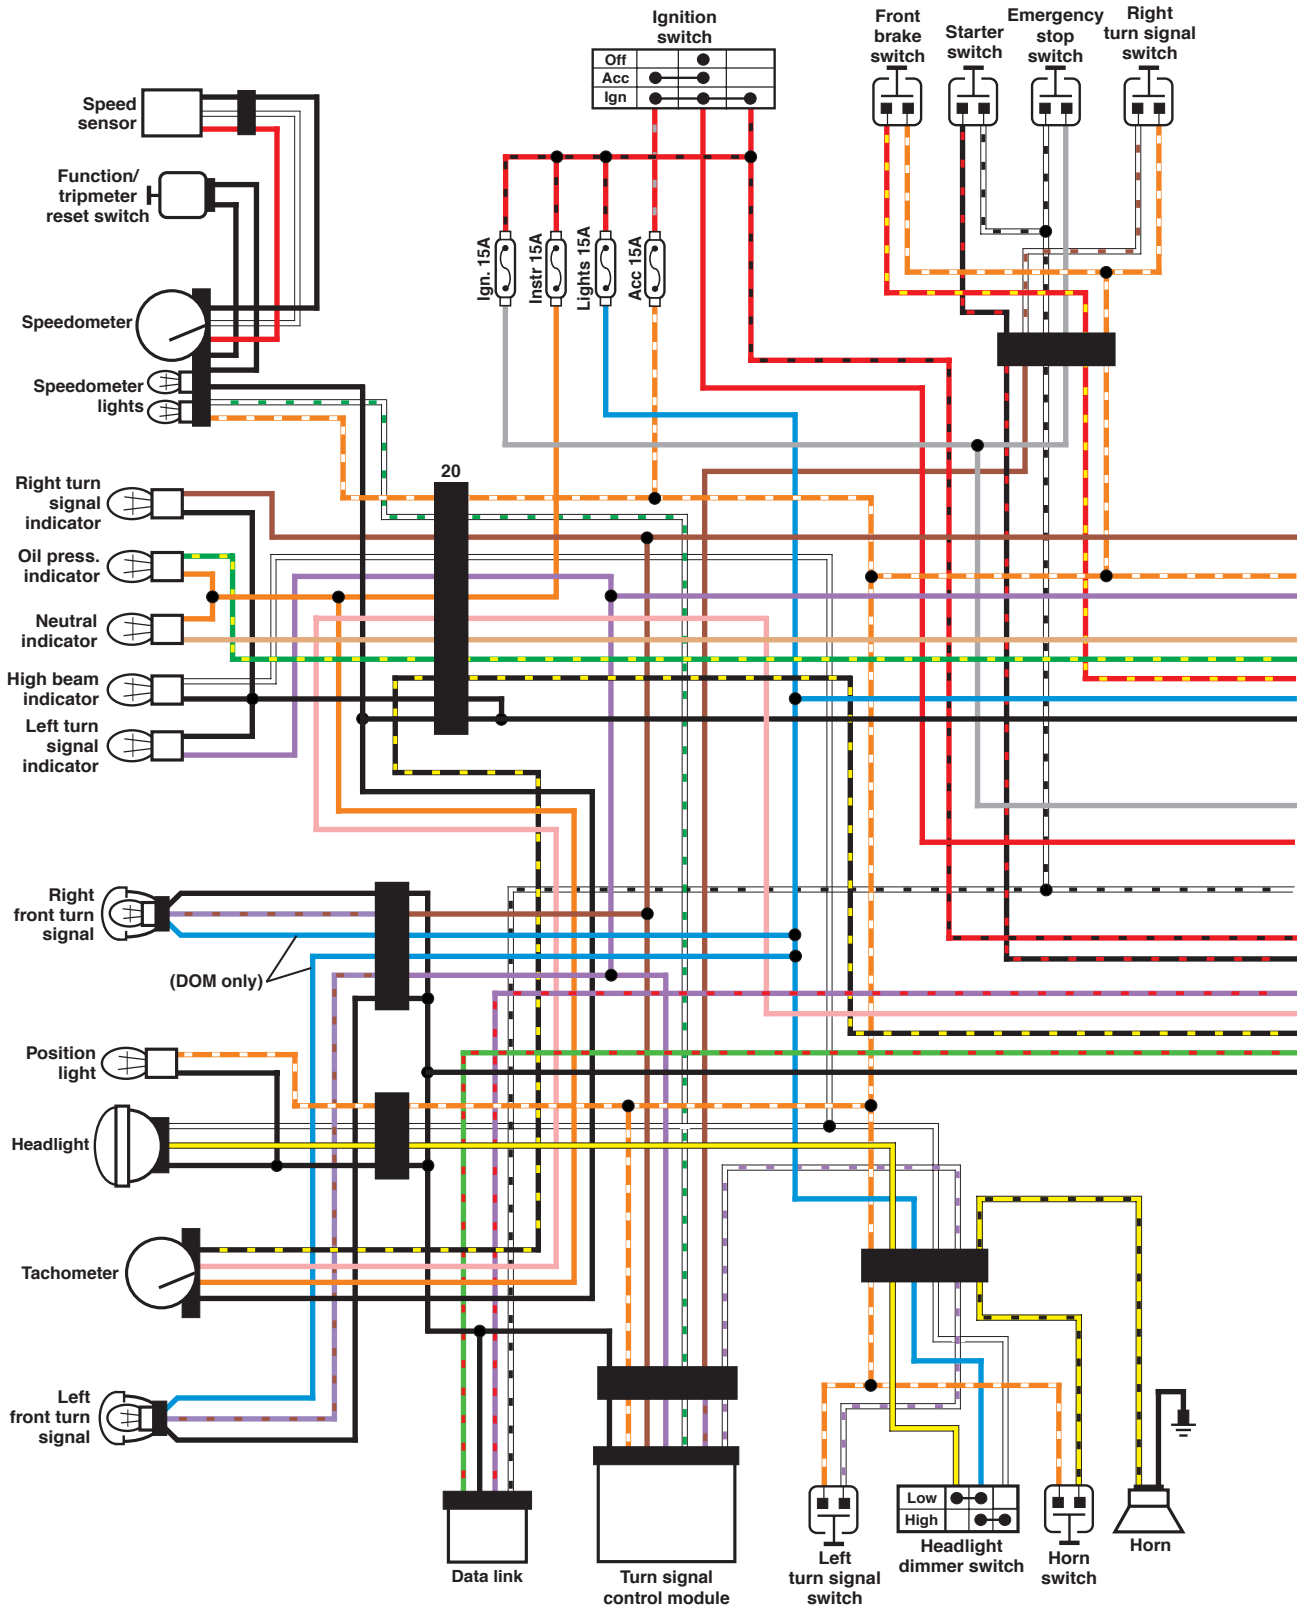 Ignition
switch
Off
Acc
Ign
Front
brake
switch
Starter
switch
Emergency
stop
switch
Right
turn signal
switch
Speed
sensor
Function/
tripmeter
reset switch
Speedometer
Speedometer
lights
Ign. 15A
Instr 15A
Lights 15A
Acc 15A
20
Right turn
signal
indicator
Oil press.
indicator
Neutral
indicator
High beam
indicator
Left turn
signal
indicator
Right
front turn
signal
(DOM only)
Position
light
Headlight
Tachometer
Left
front turn
signal
Data link
Turn signal
control module
Left
turn signal
switch
Low
High
Headlight
dimmer switch
Horn
switch
Horn